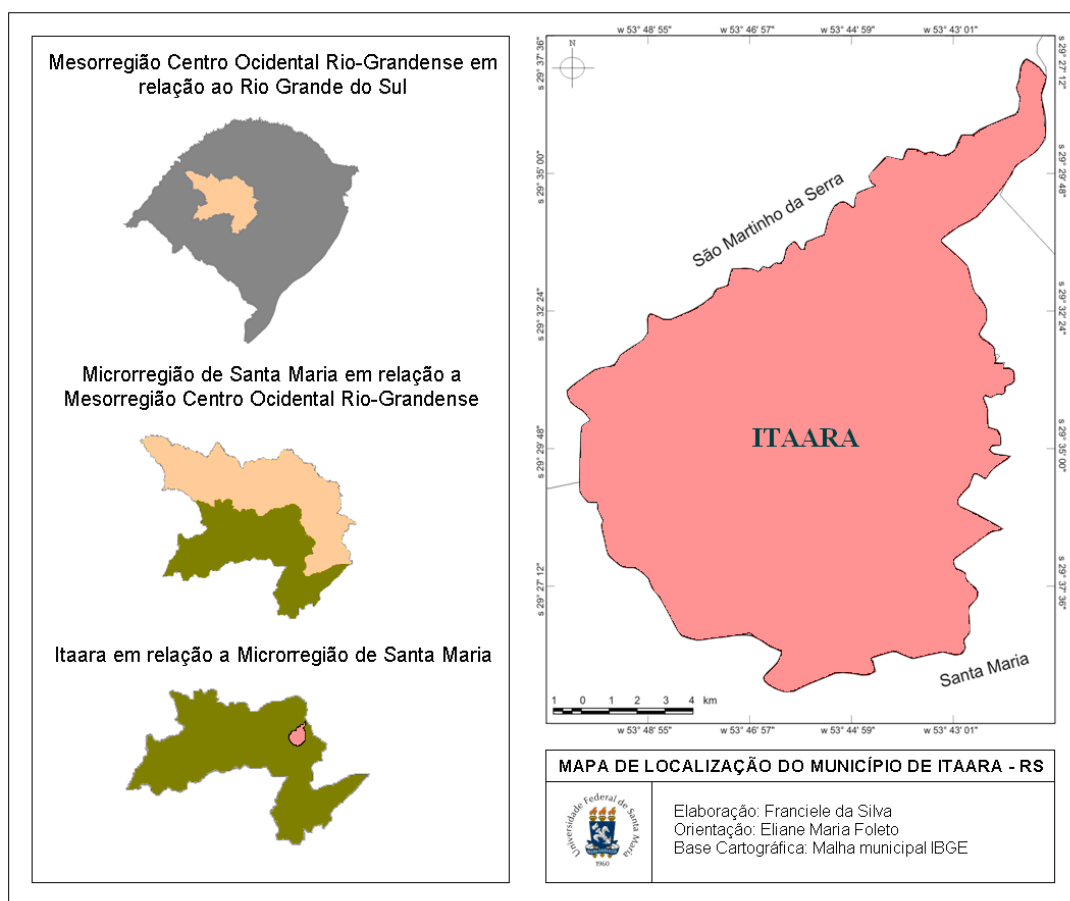 Mesorregião Centro Ocidental Rio-Grandense em
relação ao Rio Grande do Sul
Microrregião de Santa Maria em relação a
Mesorregião Centro Ocidental Rio-Grandense
Itaara em relação a Microrregião de Santa Maria
w 53° 48' 55"
w 53° 46' 57"
w 53° 44' 59"
w 53° 43' 01"
s 29° 37' 36"
s 29° 35' 00"
s 29° 32' 24"
s 29° 29' 48"
s 29° 27' 12"
N
São Martinho da Serra
ITAARA
Santa Maria
s 29° 27' 12"
s 29° 29' 48"
s 29° 32' 24"
s 29° 35' 00"
s 29° 37' 36"
1 0 1 2 3 4 km
w 53° 48' 55"
w 53° 46' 57"
w 53° 44' 59"
w 53° 43' 01"
MAPA DE LOCALIZAÇÃO DO MUNICÍPIO DE ITAARA - RS
Universidade Federal de Santa Maria
1960
Elaboração: Franciele da Silva
Orientação: Eliane Maria Foleto
Base Cartográfica: Malha municipal IBGE